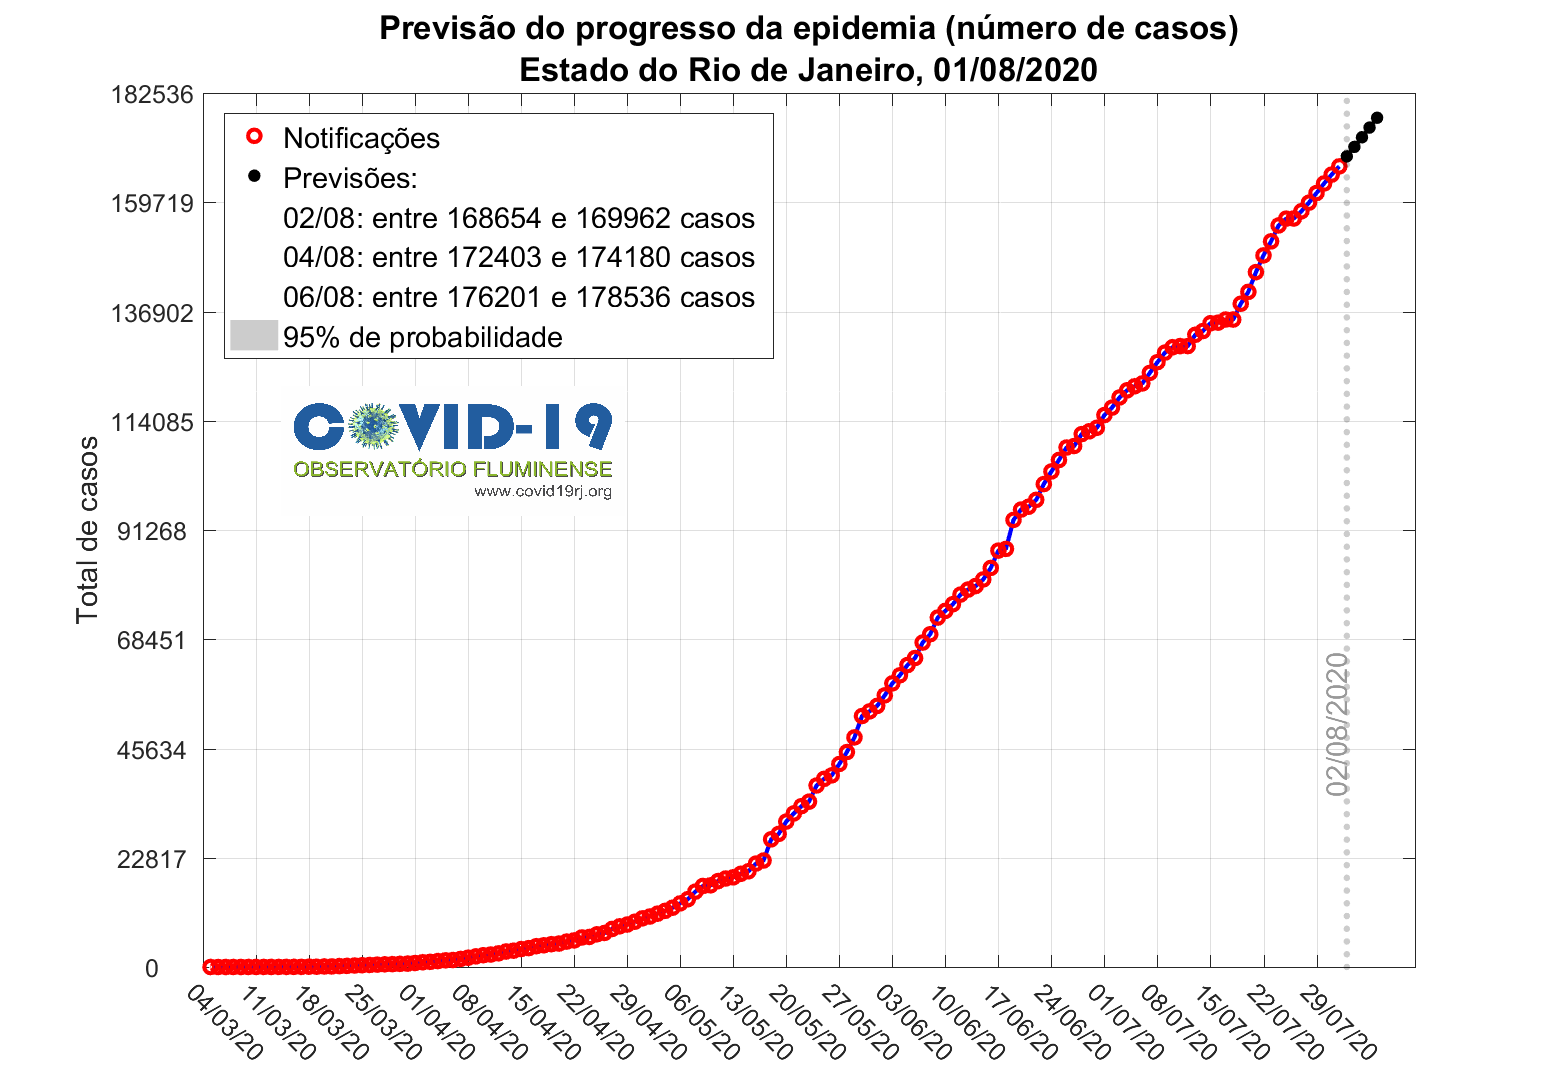 Previsão do progresso da epidemia (número de casos)
Estado do Rio de Janeiro, 01/08/2020
182536
159719
136902
114085
91268
68451
45634
22817
0
Total de casos
Notificações
Previsões:
02/08: entre 168654 e 169962 casos
04/08: entre 172403 e 174180 casos
06/08: entre 176201 e 178536 casos
95% de probabilidade
COVID-19
OBSERVATÓRIO FLUMINENSE
www.covid19rj.org
02/08/2020
04/03/20
11/03/20
18/03/20
25/03/20
01/04/20
08/04/20
15/04/20
22/04/20
29/04/20
06/05/20
13/05/20
20/05/20
27/05/20
03/06/20
10/06/20
17/06/20
24/06/20
01/07/20
08/07/20
15/07/20
22/07/20
29/07/20